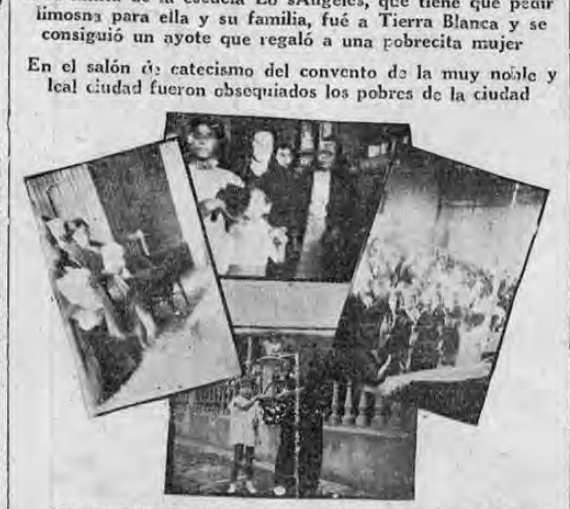 de la escuela Lo sAngeles, que tiene que pedir
limosna para ella y su familia, fué a Tierra Blanca y se
consiguió un ayote que regaló a una pobrecita mujer
En el salón de catecismo del convento de la muy noble y
leal ciudad fueron obsequiados los pobres de la ciudad